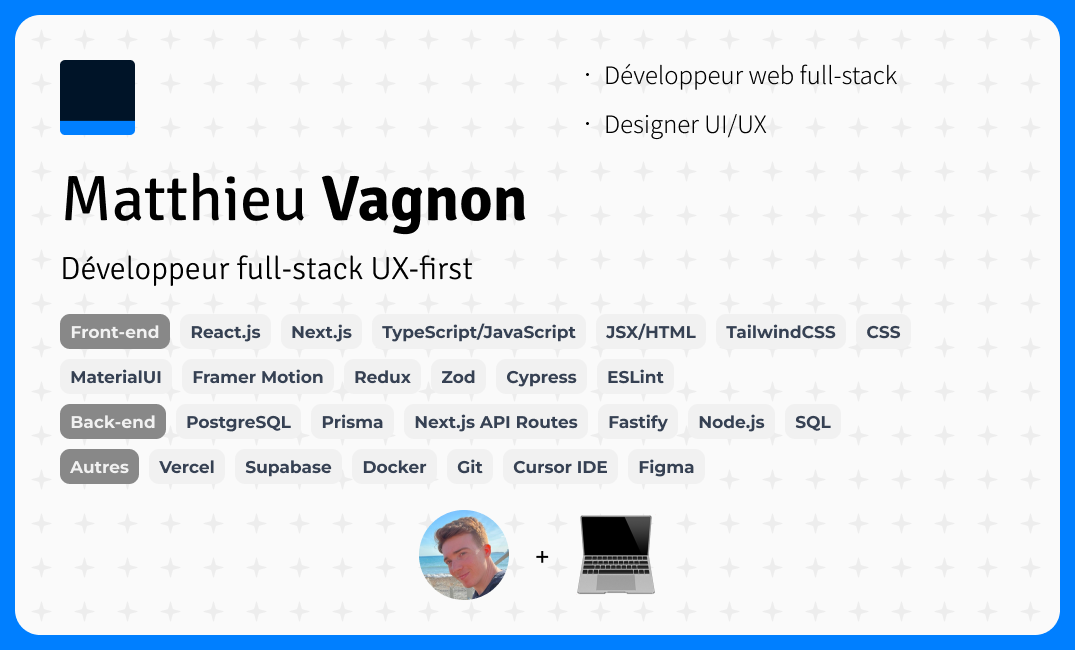 · Développeur web full-stack
· Designer UI/UX
Matthieu Vagnon
Développeur full-stack UX-first
Front-end React.js Next.js TypeScript/JavaScript JSX/HTML TailwindCSS CSS
MaterialUI Framer Motion Redux Zod Cypress ESLint
Back-end PostgreSQL Prisma Next.js API Routes Fastify Node.js SQL
Autres Vercel Supabase Docker Git Cursor IDE Figma
+